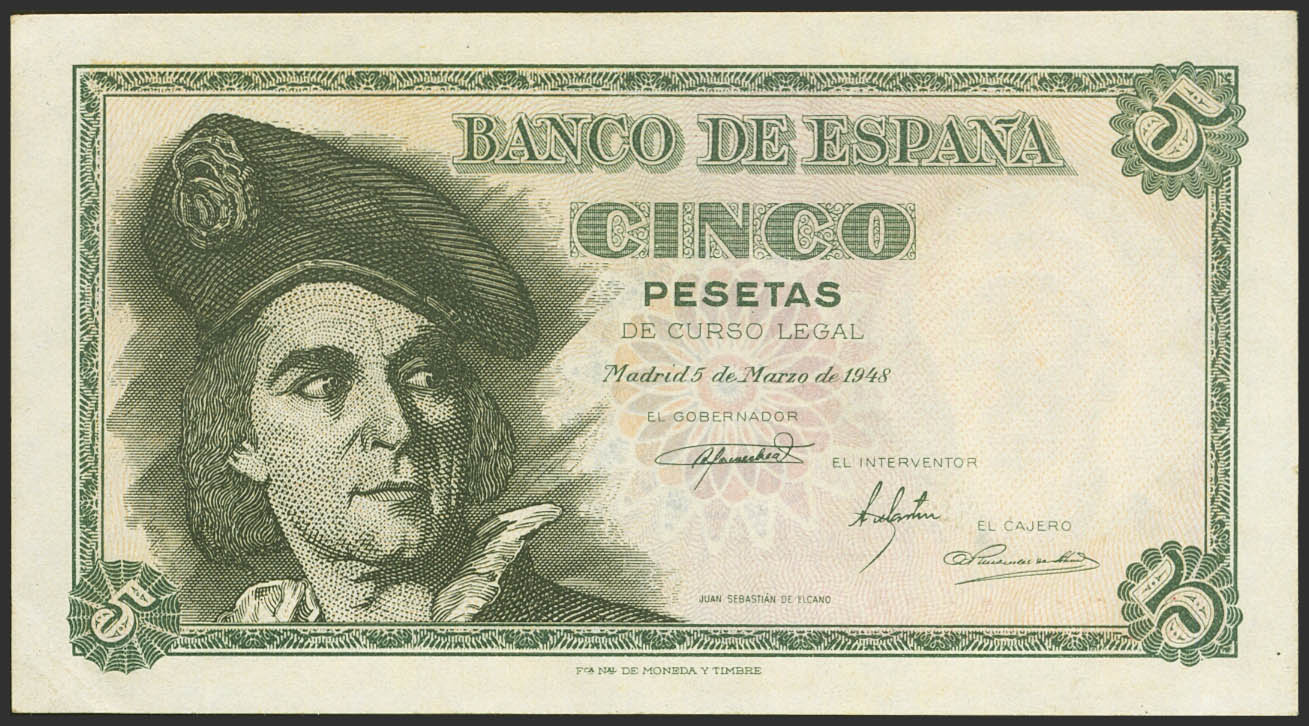 BANCO DE ESPAÑA
5
CINCO
PESETAS
DE CURSO LEGAL
Madrid 5 de Marzo de 1948
EL GOBERNADOR
EL INTERVENTOR
EL CAJERO
JUAN SEBASTIÁN DE ELCANO
5
5
Fᶜᴬ Nᴬᴸ DE MONEDA Y TIMBRE